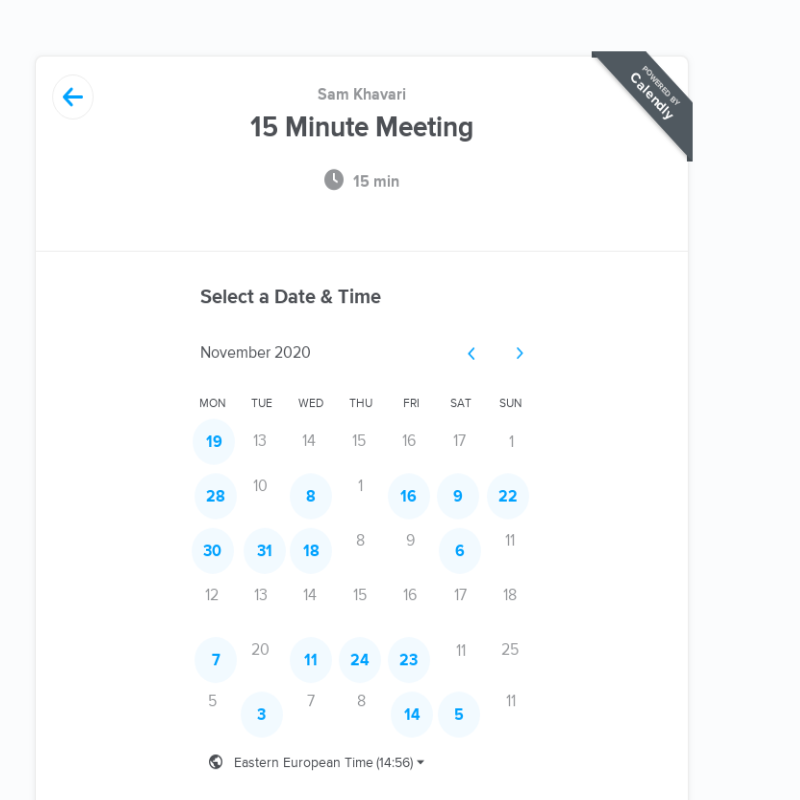 POWERED BY
Calendly
Sam Khavari
15 Minute Meeting
15 min
Select a Date & Time
November 2020
MON TUE WED THU FRI SAT SUN
19 13 14 15 16 17 1
28 10 8 1 16 9 22
30 31 18 8 9 6 11
12 13 14 15 16 17 18
7 20 11 24 23 11 25
5 3 7 8 14 5 11
Eastern European Time (14:56)